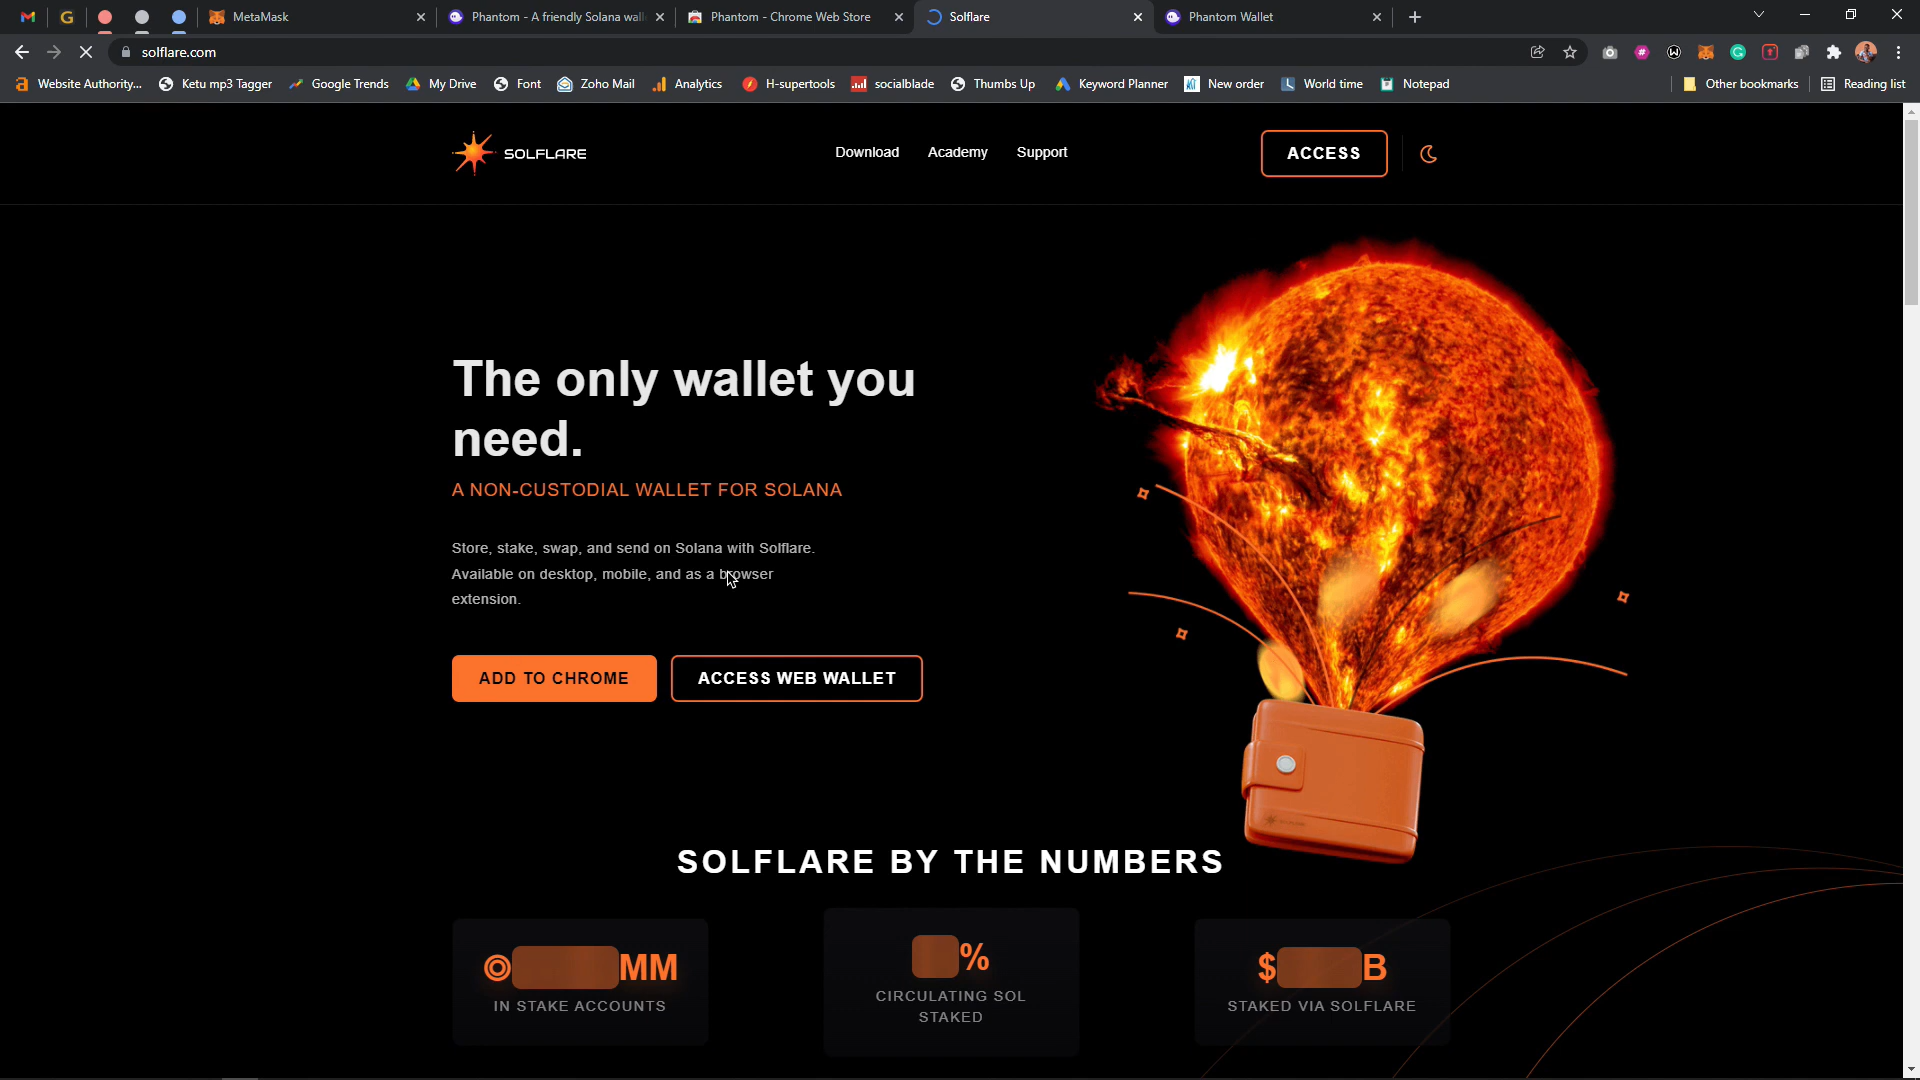 MetaMask
Phantom - A friendly Solana wall
Phantom - Chrome Web Store
Solflare
Phantom Wallet
solflare.com
Website Authority...
Ketu mp3 Tagger
Google Trends
My Drive
Font
Zoho Mail
Analytics
H-supertools
socialblade
Thumbs Up
Keyword Planner
New order
World time
Notepad
Other bookmarks
Reading list
SOLFLARE
Download
Academy
Support
ACCESS
The only wallet you
need.
A NON-CUSTODIAL WALLET FOR SOLANA
Store, stake, swap, and send on Solana with Solflare.
Available on desktop, mobile, and as a browser
extension.
ADD TO CHROME
ACCESS WEB WALLET
SOLFLARE BY THE NUMBERS
MM
IN STAKE ACCOUNTS
%
CIRCULATING SOL
STAKED
$ B
STAKED VIA SOLFLARE